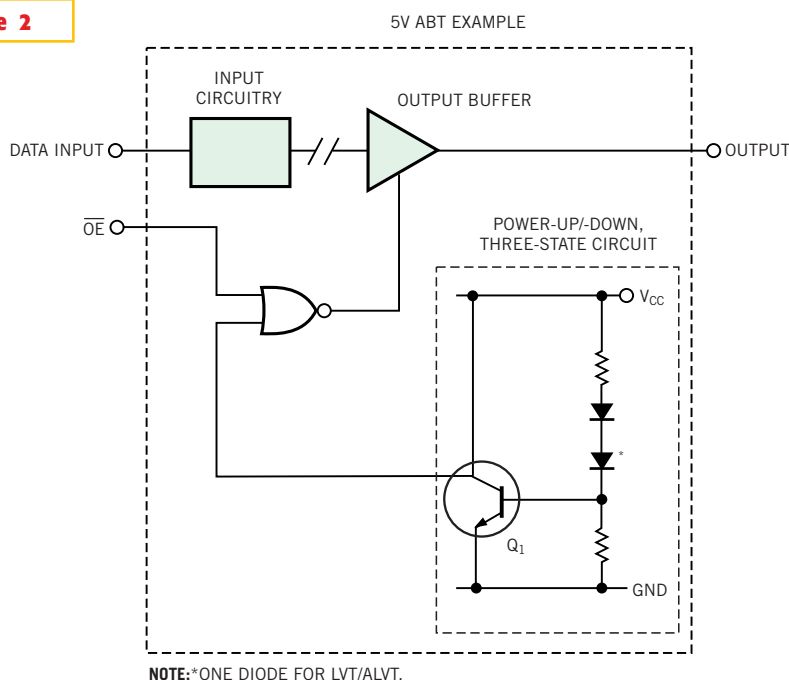 e 2
5V ABT EXAMPLE
INPUT
CIRCUITRY
OUTPUT BUFFER
DATA INPUT
OUTPUT
OE
POWER-UP/-DOWN,
THREE-STATE CIRCUIT
VCC
*
Q1
GND
NOTE:*ONE DIODE FOR LVT/ALVT.